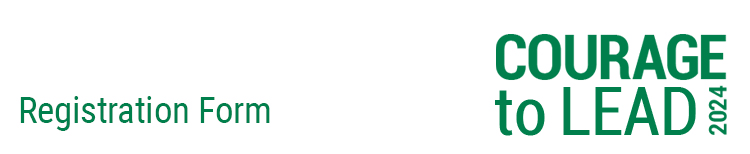 Registration Form
COURAGE
to LEAD 2024